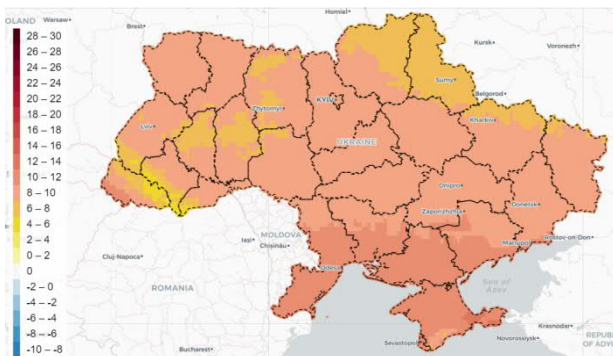 OLAND
Warsaw
Brest
Homiel
Kursk
Voronezh
28 – 30
26 – 28
24 – 26
22 – 24
20 – 22
18 – 20
16 – 18
14 – 16
12 – 14
10 – 12
8 – 10
6 – 8
4 – 6
2 – 4
0 – 2
0
-2 – 0
-4 – -2
-6 – -4
-8 – -6
-10 – -8
Sumy
Belgorod
Zhytomyr
KYIV
Kharkiv
Lviv
UKRAINE
Dnipro
Donetsk
Zaporizhzhia
MOLDOVA
Iași
Chișinău
Mariupol
Rostov-on-Don
Cluj-Napoca
Odesa
Sea of
Azov
ROMANIA
Krasnodar
Sevastopol
Novorossiysk
REPUB
OF ADY
Bucharest